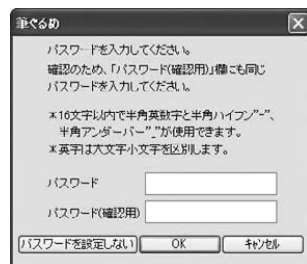 筆ぐるめ
パスワードを入力してください。
確認のため、「パスワード(確認用)」欄にも同じ
パスワードを入力してください。
*16文字以内で半角英数字と半角ハイフン"-"、
半角アンダーバー"_"が使用できます。
*英字は大文字小文字を区別します。
パスワード
パスワード(確認用)
パスワードを設定しない OK キャンセル